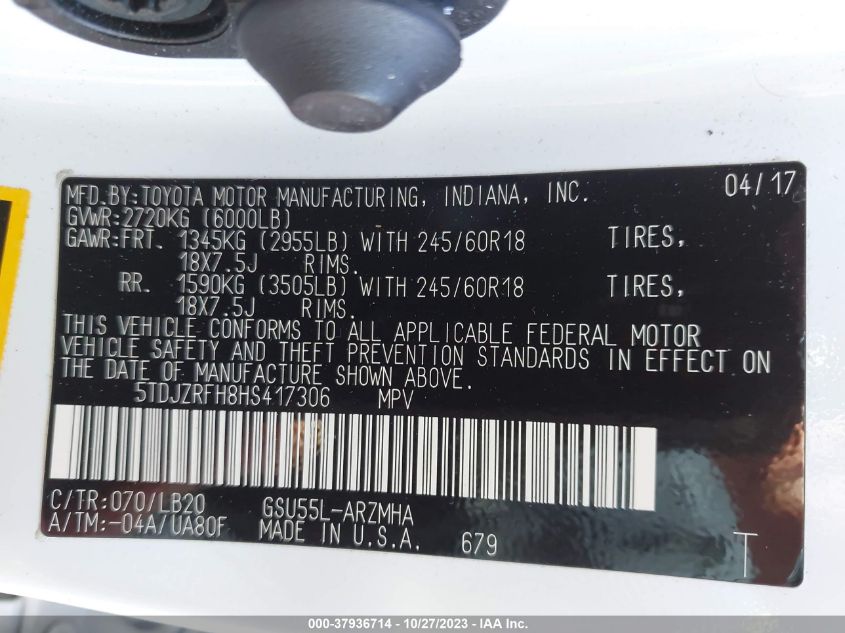 MFD.BY:TOYOTA MOTOR MANUFACTURING, INDIANA, INC. 04/17
GVWR:2720KG (6000LB)
GAWR:FRT. 1345KG (2955LB) WITH 245/60R18 TIRES,
18X7.5J RIMS.
RR. 1590KG (3505LB) WITH 245/60R18 TIRES,
18X7.5J RIMS.
THIS VEHICLE CONFORMS TO ALL APPLICABLE FEDERAL MOTOR
VEHICLE SAFETY AND THEFT PREVENTION STANDARDS IN EFFECT ON
THE DATE OF MANUFACTURE SHOWN ABOVE.
5TDJZRFH8HS417306 MPV
C/TR:070/LB20 GSU55L-ARZMHA
A/TM:-04A/UA80F MADE IN U.S.A. 679 T
000-37936714 - 10/27/2023 - IAA Inc.